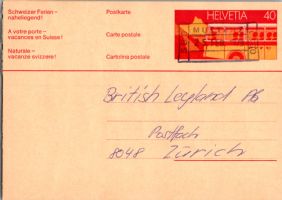 Schweizer Ferien –
naheliegend!
Postkarte
A votre porte –
vacances en Suisse!
Carte postale
Naturale –
vacanze svizzere!
Cartolina postale
HELVETIA 40
British Leyland AG
Postfach
8048 Zürich